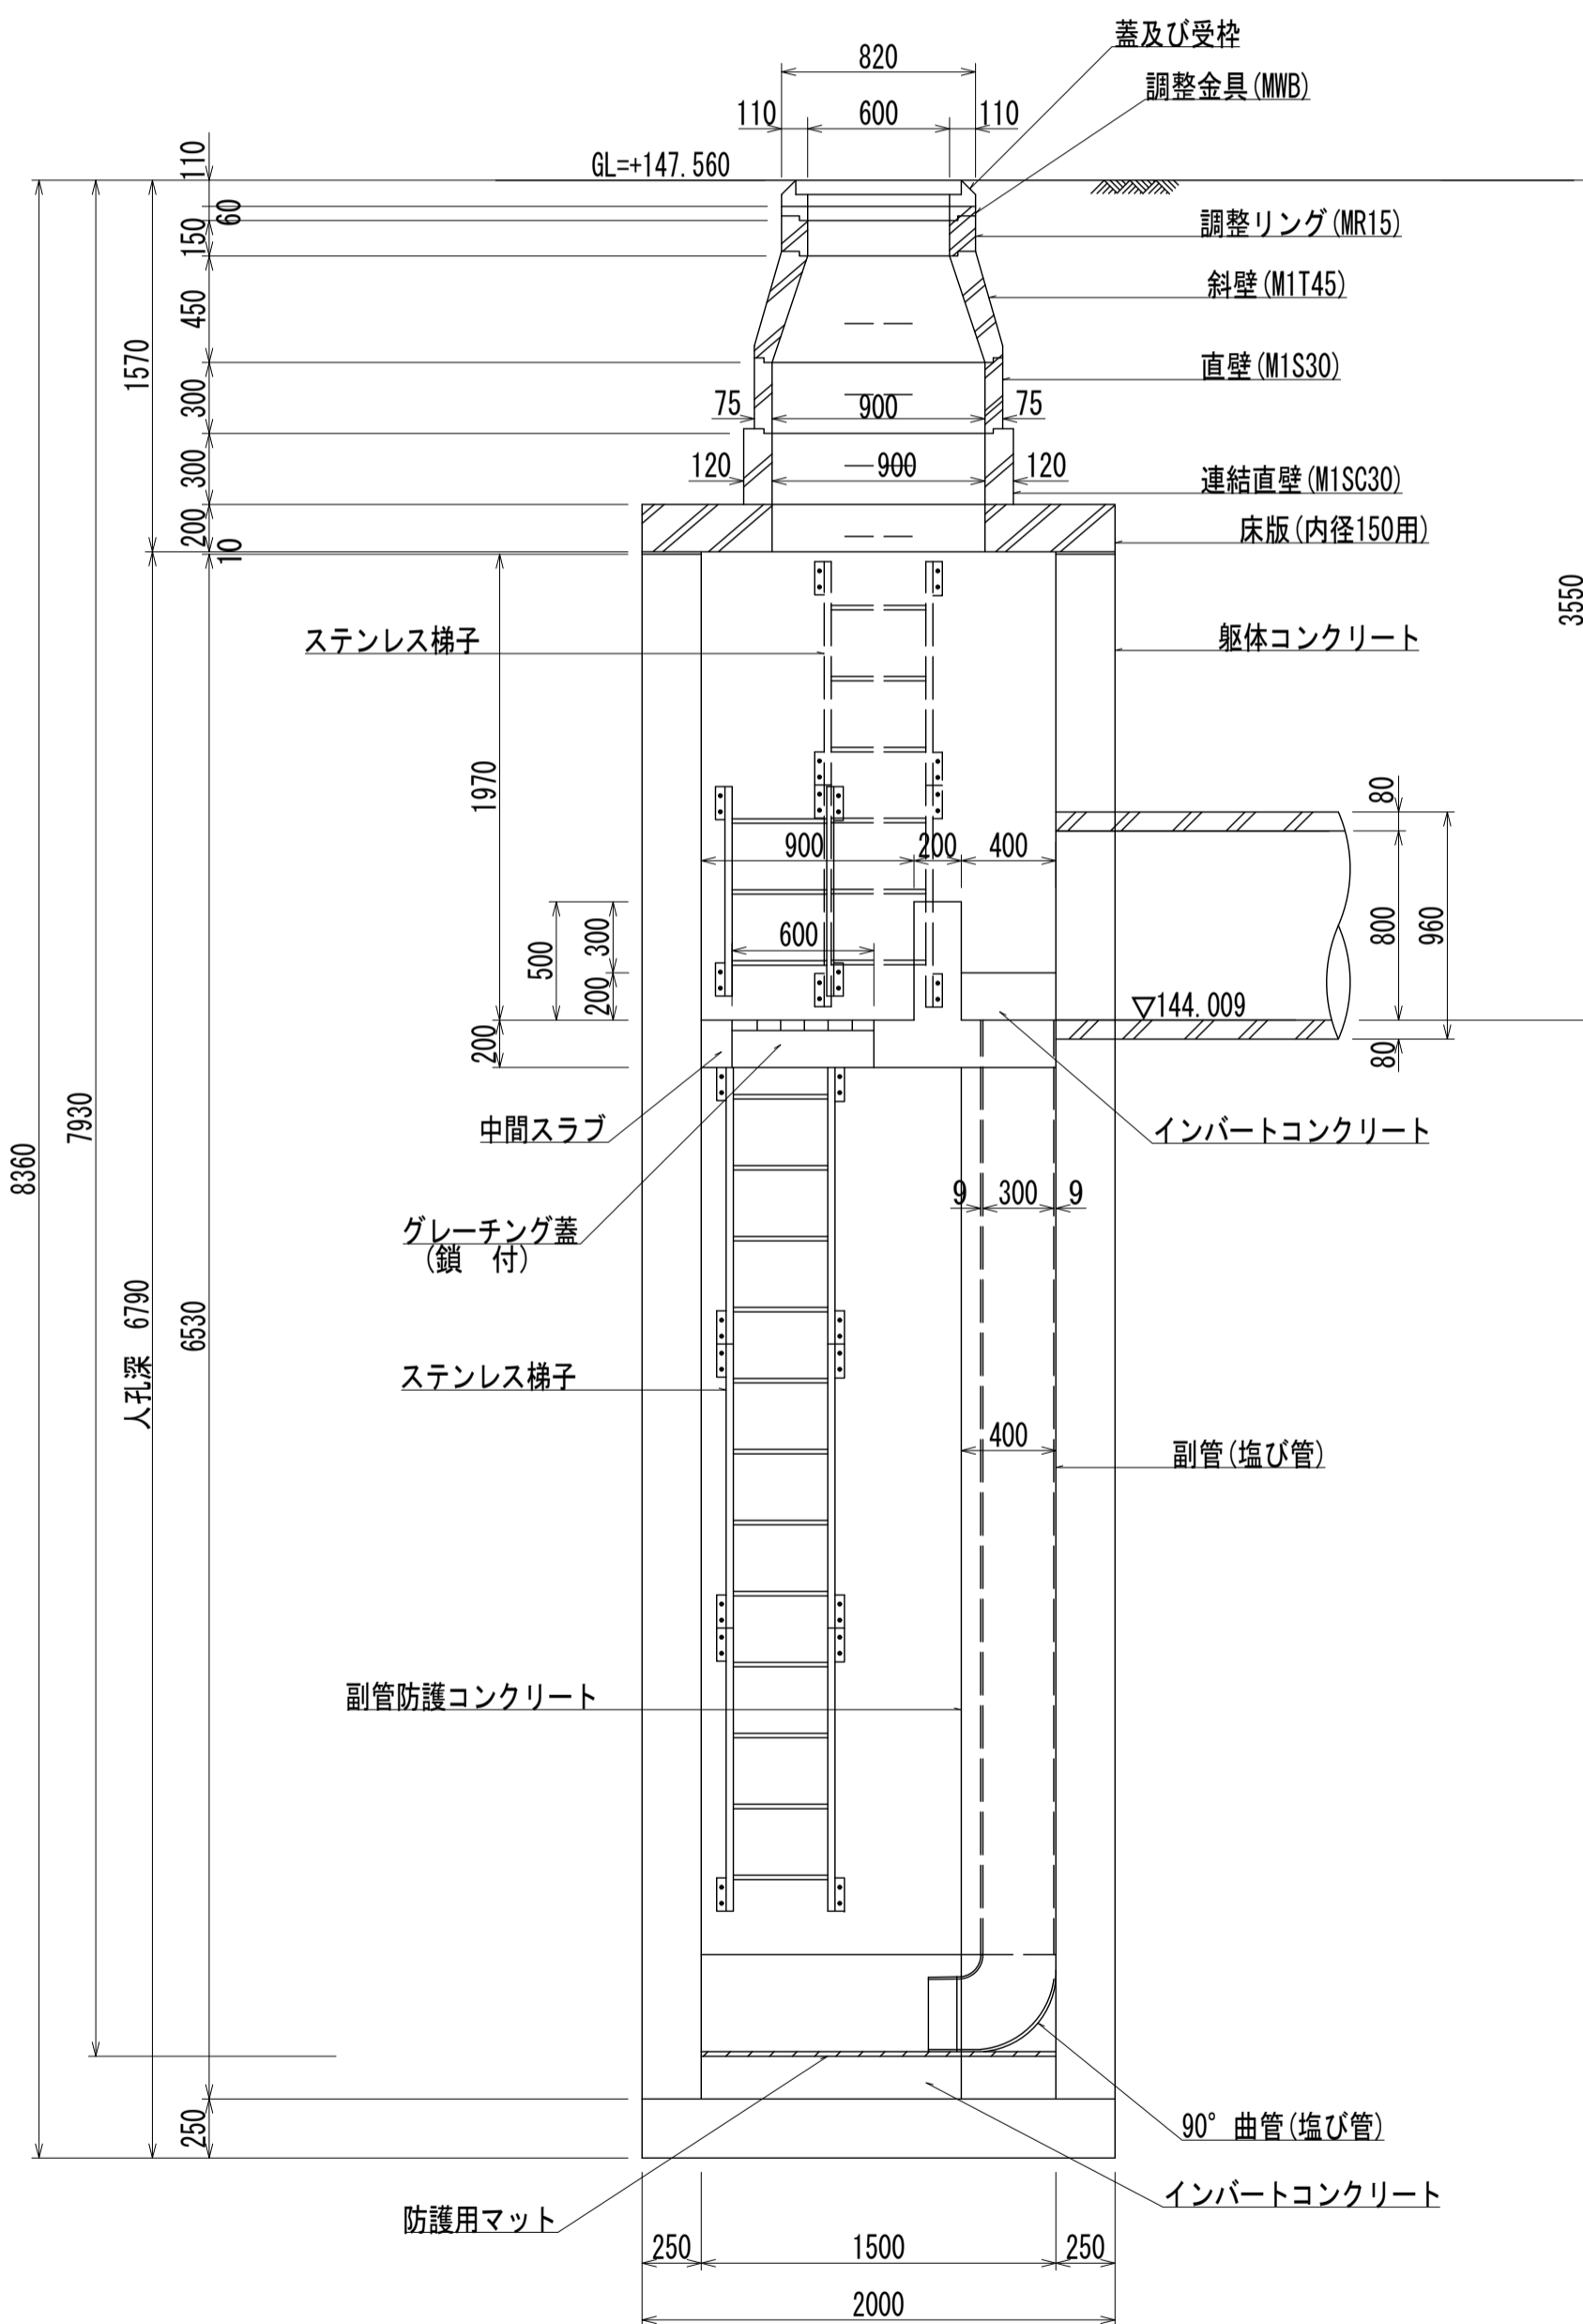 蓋及び受枠
820
調整金具(MWB)
110
600
110
110
GL=+147.560
60
調整リング(MR15)
150
斜壁(M1T45)
450
1570
直壁(M1S30)
300
75
900
75
120
900
120
300
連結直壁(M1SC30)
200
床版(内径150用)
10
3550
ステンレス梯子
躯体コンクリート
1970
80
900
200
400
600
300
500
800
960
200
▽144.009
200
80
中間スラブ
インバートコンクリート
7930
8360
9
300
9
グレーチング蓋
(鎖 付)
人孔深 6790
6530
ステンレス梯子
400
副管(塩び管)
副管防護コンクリート
250
90° 曲管(塩び管)
インバートコンクリート
防護用マット
250
1500
250
2000